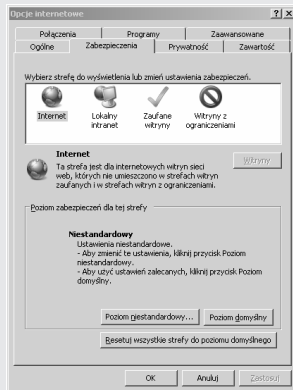 Opcje internetowe
Połączenia Programy Zaawansowane
Ogólne Zabezpieczenia Prywatność Zawartość
Wybierz strefę do wyświetlenia lub zmień ustawienia zabezpieczeń.
Internet Lokalny intranet Zaufane witryny Witryny z ograniczeniami
Internet
Witryny
Ta strefa jest dla internetowych witryn sieci
web, których nie umieszczono w strefach witryn
zaufanych i w strefach witryn z ograniczeniami.
Poziom zabezpieczeń dla tej strefy
Niestandardowy
Ustawienia niestandardowe.
- Aby zmienić te ustawienia, kliknij przycisk Poziom
niestandardowy.
- Aby użyć ustawień zalecanych, kliknij przycisk Poziom
domyślny.
Poziom niestandardowy... Poziom domyślny
Resetuj wszystkie strefy do poziomu domyślnego
OK Anuluj Zastosuj